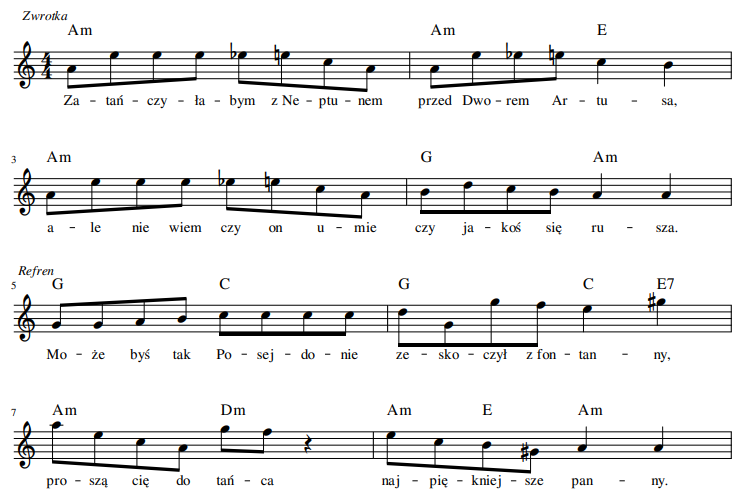 Zwrotka
Am Am E
Za - tań - czy - ła - bym z Ne - ptu - nem przed Dwo - rem Ar - tu - sa,
3 Am G Am
a - le nie wiem czy on u - mie czy ja - koś się ru - sza.
Refren
5 G C G C E7
Mo - że byś tak Po - sej - do - nie ze - sko - czył z fon - tan - ny,
7 Am Dm Am E Am
pro - szą cię do tań - ca naj - pię - kniej - sze pan - ny.